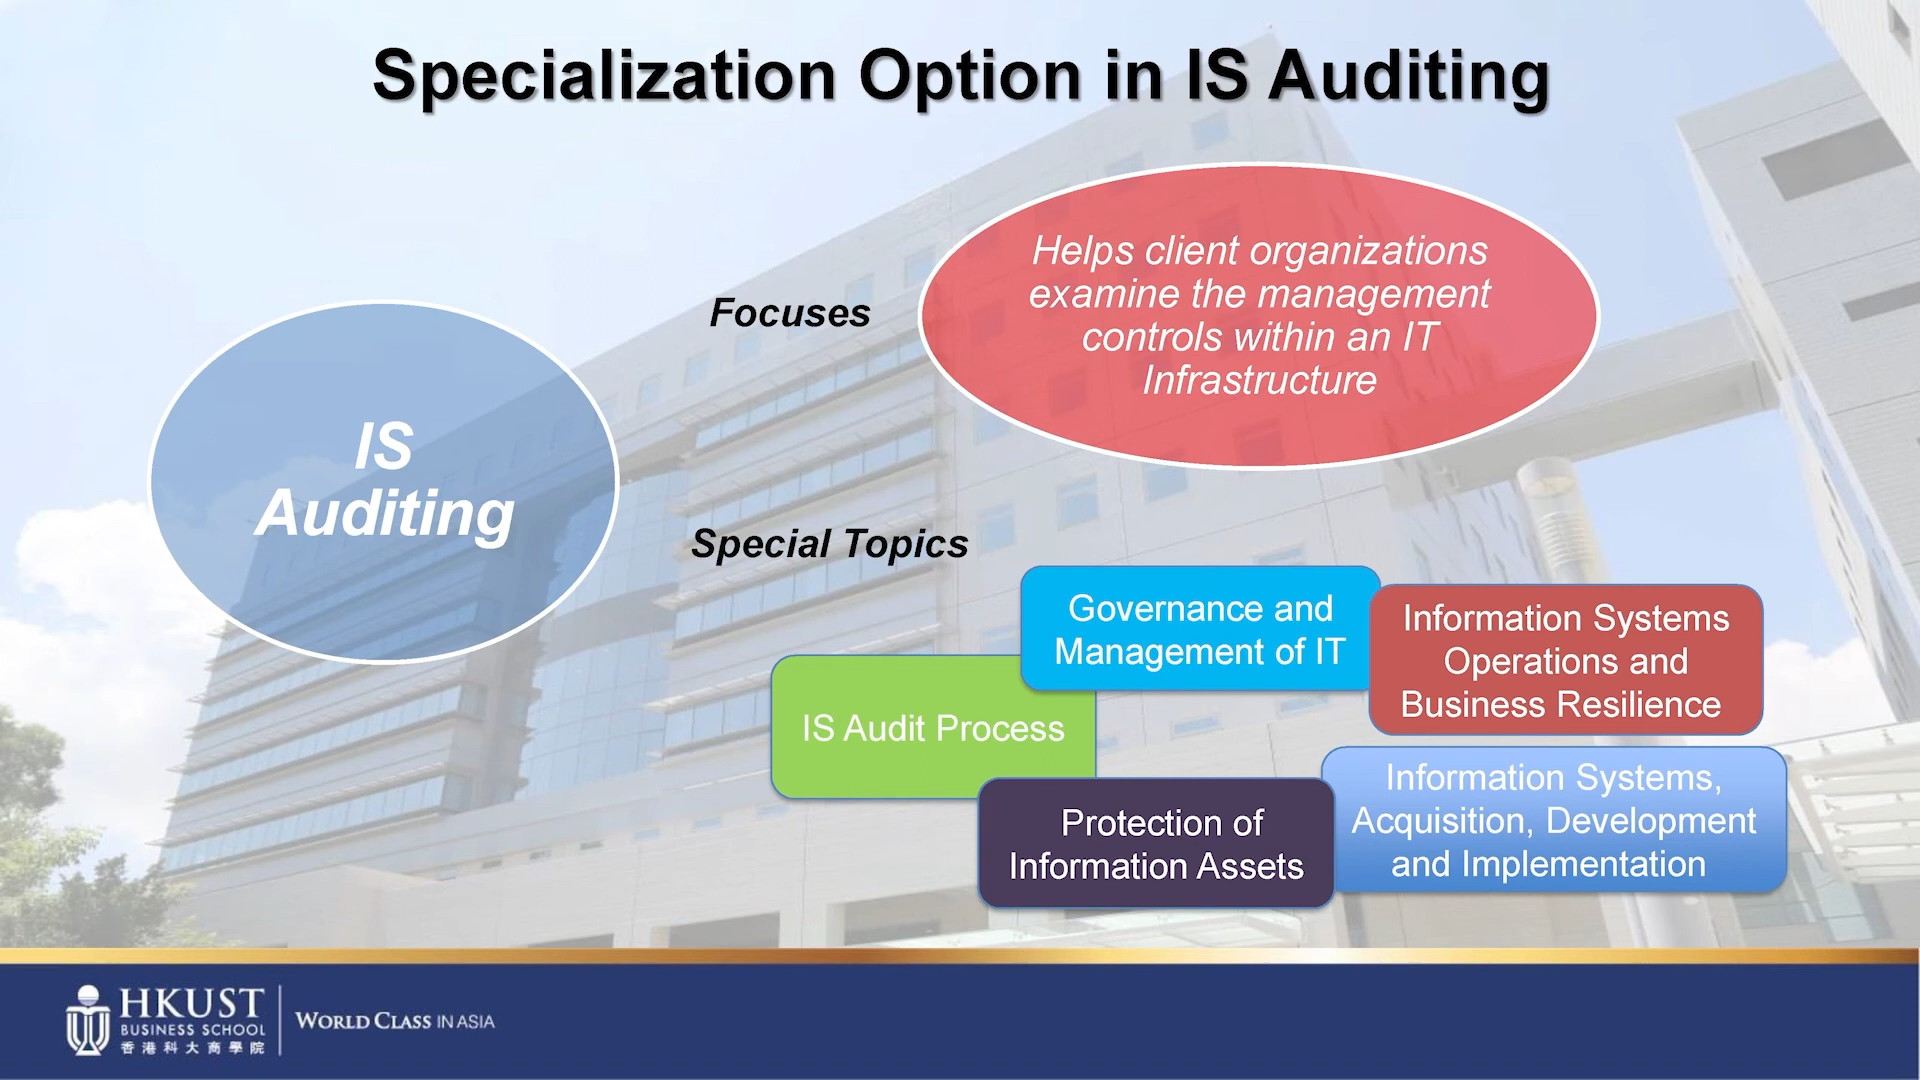 Specialization Option in IS Auditing
IS
Auditing
Focuses
Helps client organizations
examine the management
controls within an IT
Infrastructure
Special Topics
Governance and
Management of IT
Information Systems
Operations and
Business Resilience
IS Audit Process
Protection of
Information Assets
Information Systems,
Acquisition, Development
and Implementation
HKUST
BUSINESS SCHOOL
香港科大商學院
WORLD CLASS IN ASIA